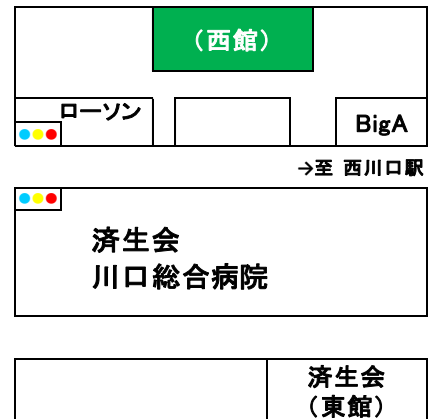 （西館）
ローソン
BigA
→至 西川口駅
済生会
川口総合病院
済生会
（東館）